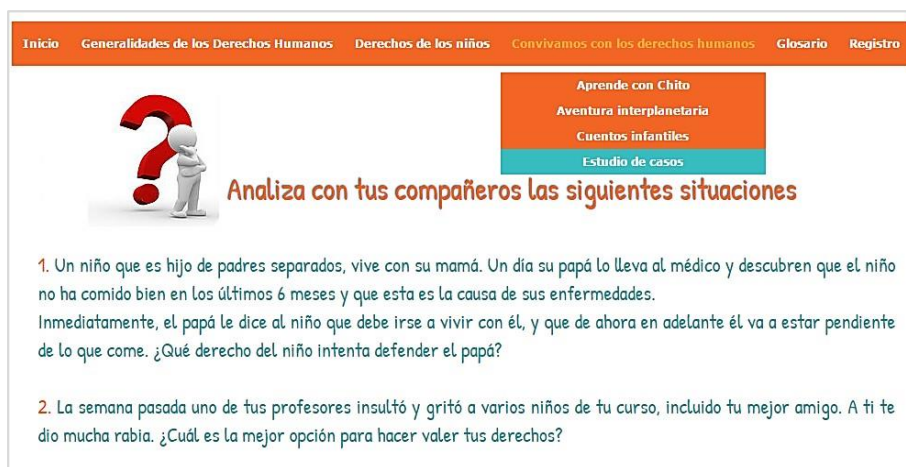 Inicio Generalidades de los Derechos Humanos Derechos de los niños Convivamos con los derechos humanos Glosario Registro
Aprende con Chito
Aventura interplanetaria
Cuentos infantiles
Estudio de casos
Analiza con tus compañeros las siguientes situaciones
1. Un niño que es hijo de padres separados, vive con su mamá. Un día su papá lo lleva al médico y descubren que el niño
no ha comido bien en los últimos 6 meses y que esta es la causa de sus enfermedades.
Inmediatamente, el papá le dice al niño que debe irse a vivir con él, y que de ahora en adelante él va a estar pendiente
de lo que come. ¿Qué derecho del niño intenta defender el papá?
2. La semana pasada uno de tus profesores insultó y gritó a varios niños de tu curso, incluido tu mejor amigo. A ti te
dio mucha rabia. ¿Cuál es la mejor opción para hacer valer tus derechos?